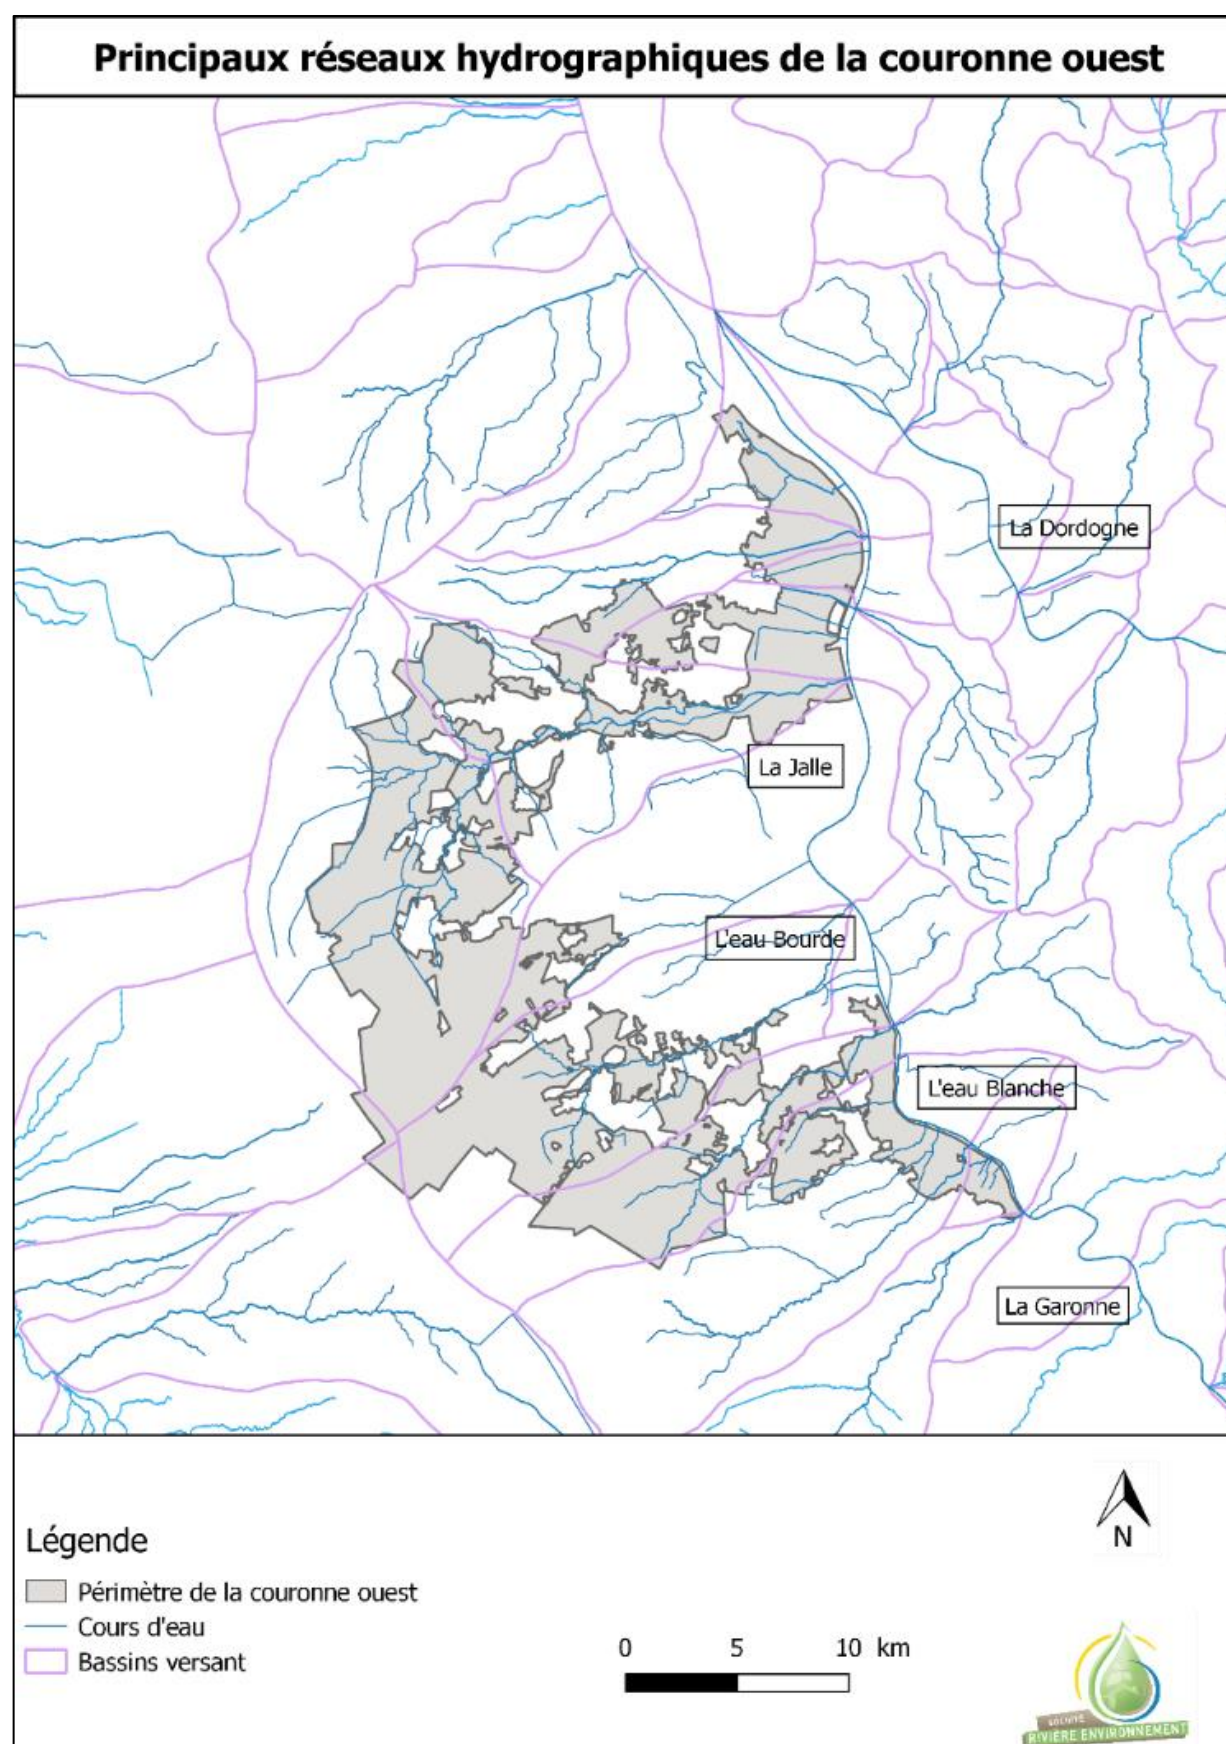 Principaux réseaux hydrographiques de la couronne ouest
La Dordogne
La Jalle
L'eau Bourde
L'eau Blanche
La Garonne
N
Légende
Périmètre de la couronne ouest
Cours d'eau
Bassins versant
0 5 10 km
RIVIÈRE ENVIRONNEMENT